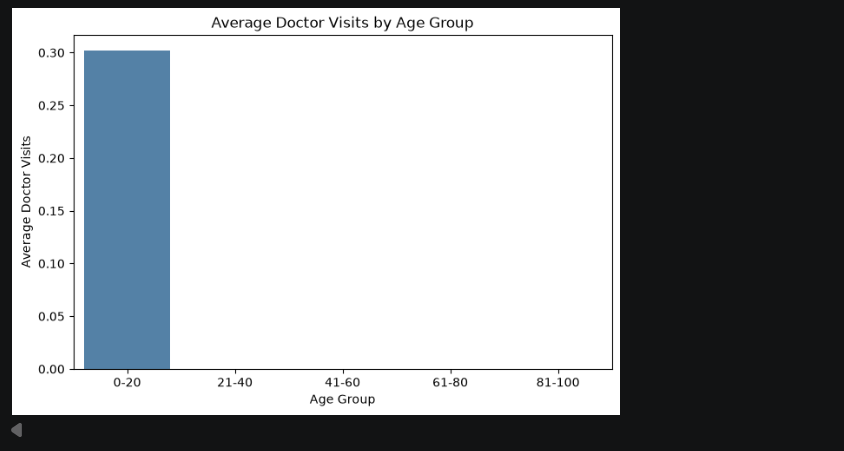 Average Doctor Visits by Age Group
Average Doctor Visits
0.30
0.25
0.20
0.15
0.10
0.05
0.00
0-20 21-40 41-60 61-80 81-100
Age Group